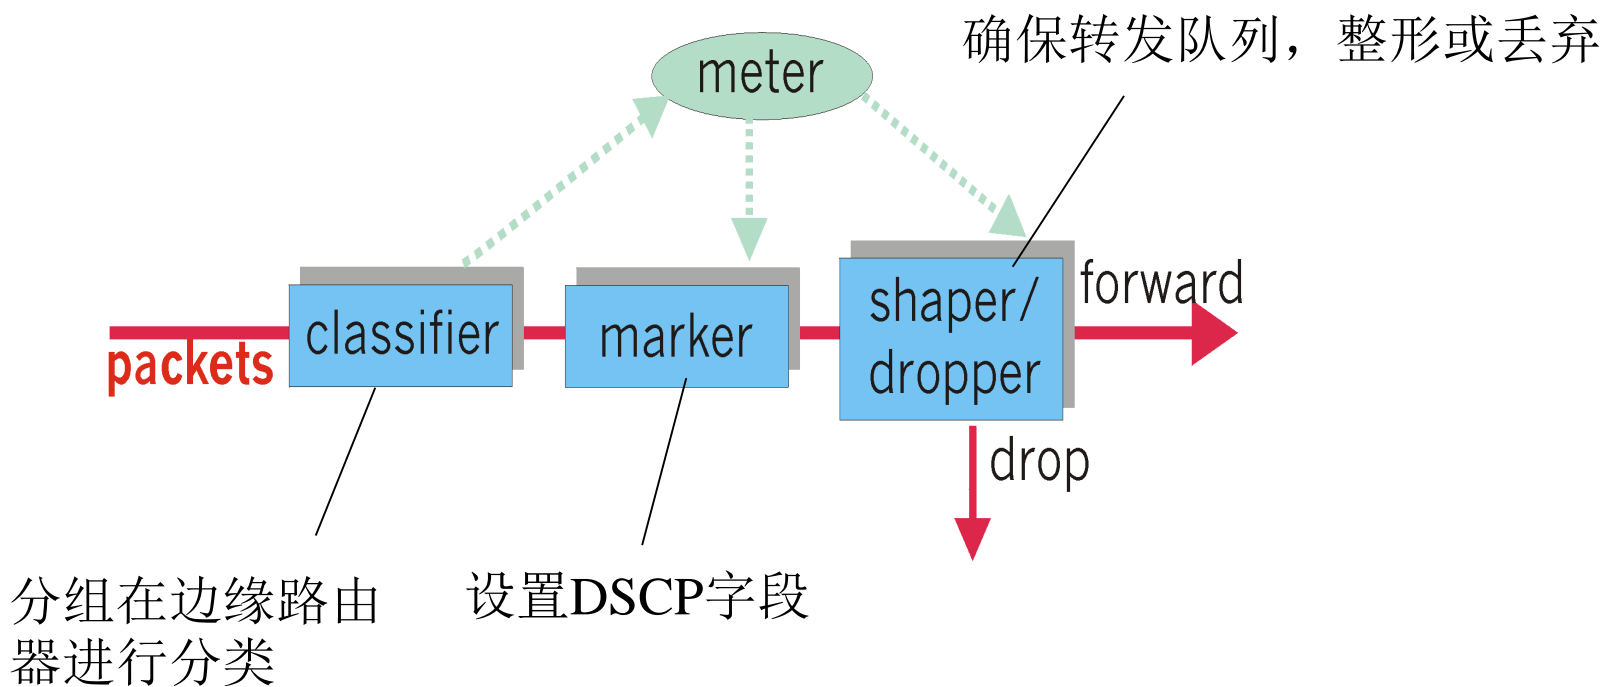 确保转发队列，整形或丢弃
meter
forward
shaper/
dropper
classifier
marker
packets
drop
分组在边缘路由
器进行分类
设置DSCP字段